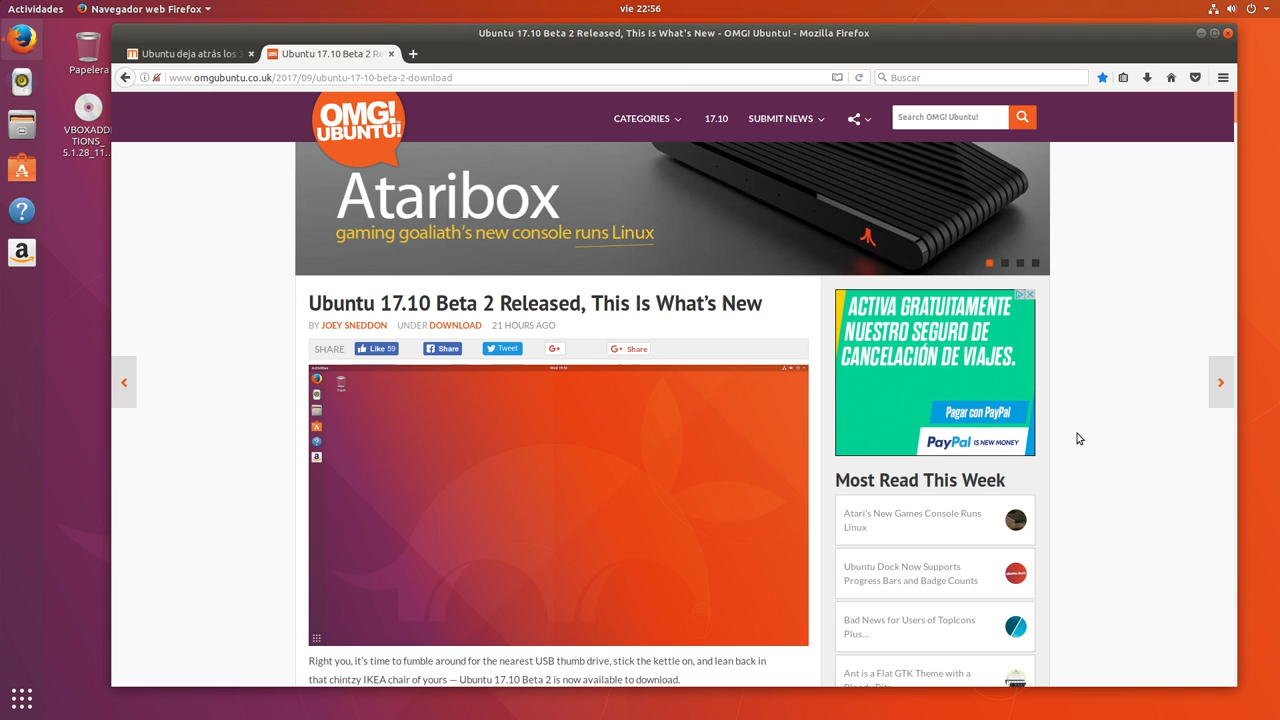 Actividades
Navegador web Firefox
vie 22:56
Ubuntu 17.10 Beta 2 Released, This Is What's New - OMG! Ubuntu! - Mozilla Firefox
Ubuntu deja atrás los
Ubuntu 17.10 Beta 2 Re
www.omgubuntu.co.uk/2017/09/ubuntu-17-10-beta-2-download
Buscar
Papelera
VBOXADDI
TIONS_
5.1.28_11...
OMG!
UBUNTU!
CATEGORIES
17.10
SUBMIT NEWS
Search OMG! Ubuntu!
Ataribox
gaming goaliath's new console runs Linux
Ubuntu 17.10 Beta 2 Released, This Is What's New
BY JOEY SNEDDON UNDER DOWNLOAD 21 HOURS AGO
SHARE
Like 59
Share
Tweet
G+
G+ Share
Trash
ACTIVA GRATUITAMENTE
NUESTRO SEGURO DE
CANCELACIÓN DE VIAJES.
Pagar con PayPal
PayPal IS NEW MONEY
Most Read This Week
Atari's New Games Console Runs
Linux
Ubuntu Dock Now Supports
Progress Bars and Badge Counts
Bad News for Users of TopIcons
Plus...
Ant is a Flat GTK Theme with a
Right you, it's time to fumble around for the nearest USB thumb drive, stick the kettle on, and lean back in
that chintzy IKEA chair of yours — Ubuntu 17.10 Beta 2 is now available to download.